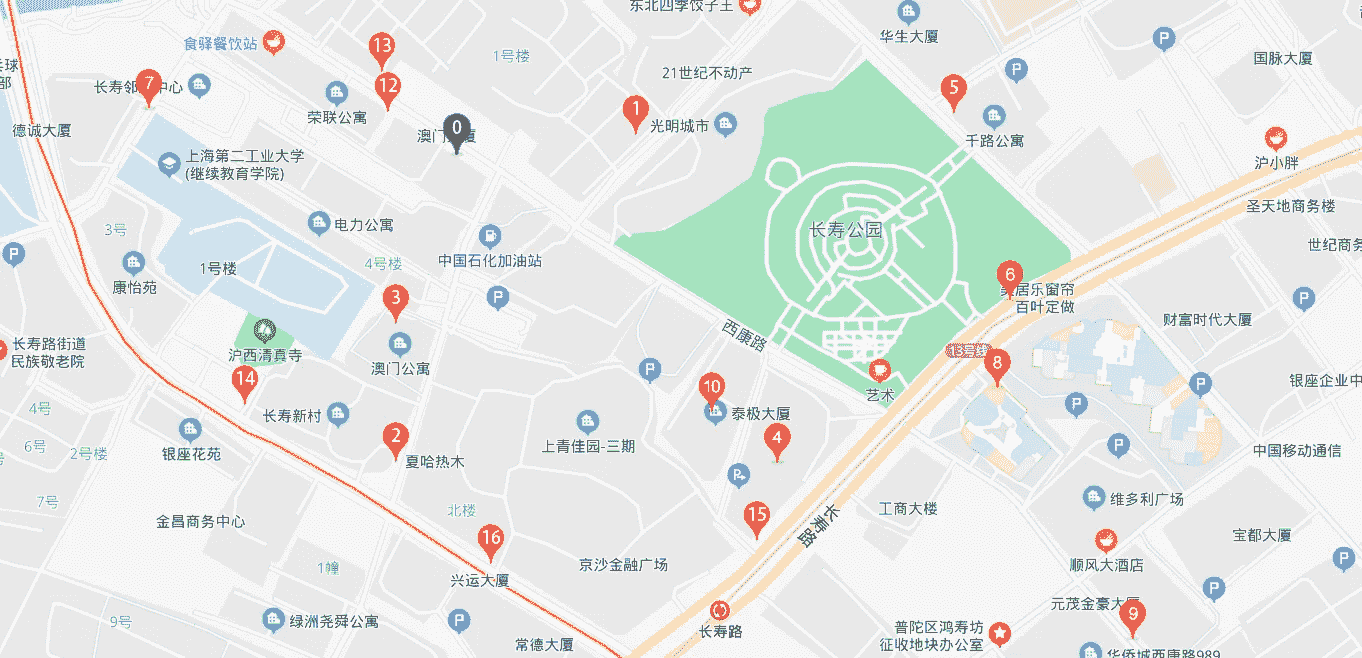 东北四季饺子王
华生大厦
P
食驿餐饮站
13
1号楼
国脉大厦
21世纪不动产
P
7
12
5
长寿邻
中心
荣联公寓
1
光明城市
千路公寓
德诚大厦
澳门
厦
0
沪小胖
上海第二工业大学
(继续教育学院)
圣天地商务楼
3号
电力公寓
长寿公园
世纪商务
P
1号楼
4号楼
中国石化加油站
康怡苑
3
P
6
居乐窗帘
百叶定做
P
财富时代大厦
西康路
13号线
8
长寿路街道
民族敬老院
沪西清真寺
澳门公寓
P
14
10
艺术
P
银座企业中
4号
长寿新村
泰极大厦
P
6号
2号楼
银座花苑
2
夏哈热木
上青佳园-三期
4
P
中国移动通信
7号
北楼
维多利广场
金昌商务中心
15
长寿路
工商大楼
16
宝都大厦
1幢
兴运大厦
京沙金融广场
顺风大酒店
P
9号
绿洲尧舜公寓
P
长寿路
普陀区鸿寿坊
征收地块办公室
元茂金豪大厦
9
P
常德大厦
华侨城西康路989